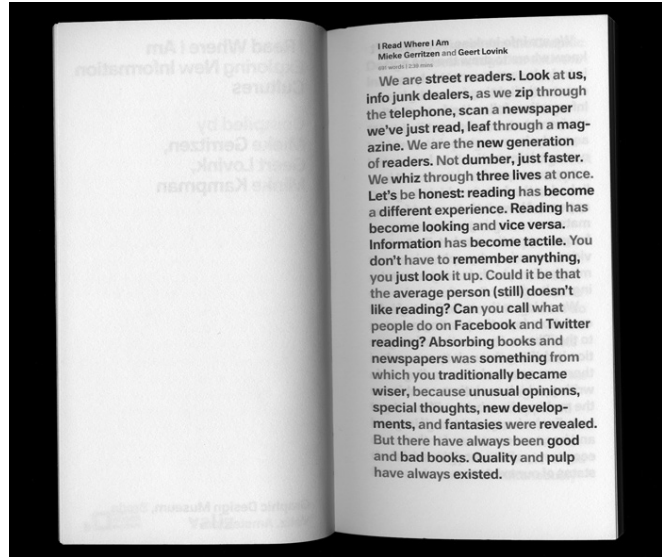 I Read Where I Am
Mieke Gerritzen and Geert Lovink
We are street readers. Look at us,
info junk dealers, as we zip through
the telephone, scan a newspaper
we've just read, leaf through a mag-
azine. We are the new generation
of readers. Not dumber, just faster.
We whiz through three lives at once.
Let's be honest: reading has become
a different experience. Reading has
become looking and vice versa.
Information has become tactile. You
don't have to remember anything,
you just look it up. Could it be that
the average person (still) doesn't
like reading? Can you call what
people do on Facebook and Twitter
reading? Absorbing books and
newspapers was something from
which you traditionally became
wiser, because unusual opinions,
special thoughts, new develop-
ments, and fantasies were revealed.
But there have always been good
and bad books. Quality and pulp
have always existed.